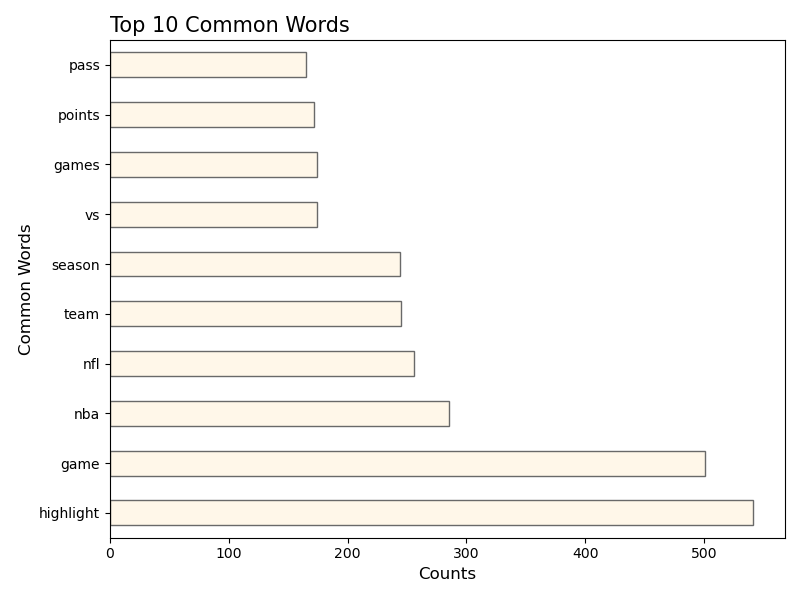 Top 10 Common Words
pass
points
games
vs
season
team
nfl
nba
game
highlight
Common Words
0 100 200 300 400 500
Counts